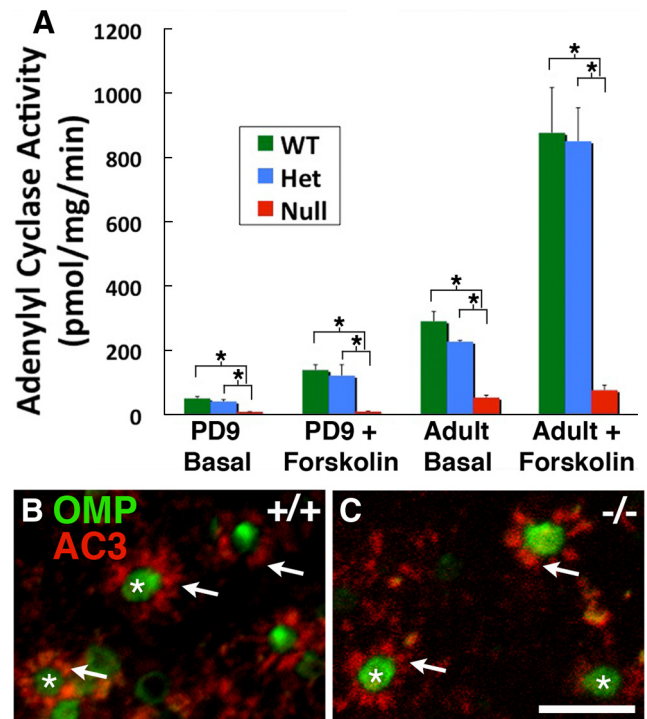 A
Adenylyl Cyclase Activity
(pmol/mg/min)
1200
1000
800
600
400
200
0
WT
Het
Null
*
*
*
*
*
*
*
*
PD9
Basal
PD9 +
Forskolin
Adult
Basal
Adult +
Forskolin
B OMP +/+
AC3
*
*
C -/-
*
*